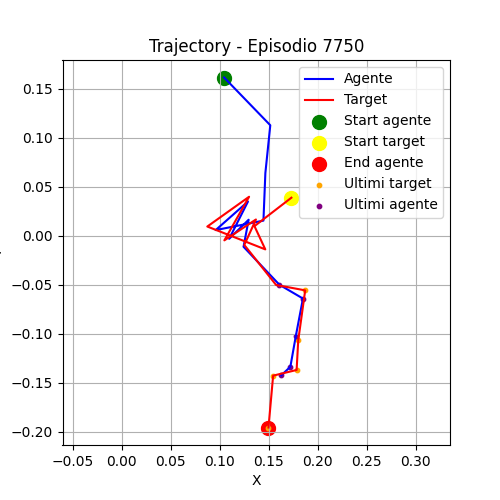 Trajectory - Episodio 7750
Agente
Target
Start agente
Start target
End agente
Ultimi target
Ultimi agente
0.15
0.10
0.05
0.00
−0.05
−0.10
−0.15
−0.20
−0.05
0.00
0.05
0.10
0.15
0.20
0.25
0.30
X